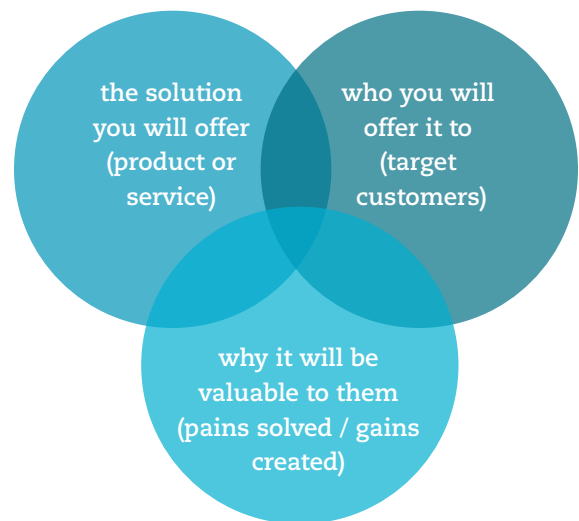 the solution
you will offer
(product or
service)
who you will
offer it to
(target
customers)
why it will be
valuable to them
(pains solved / gains
created)